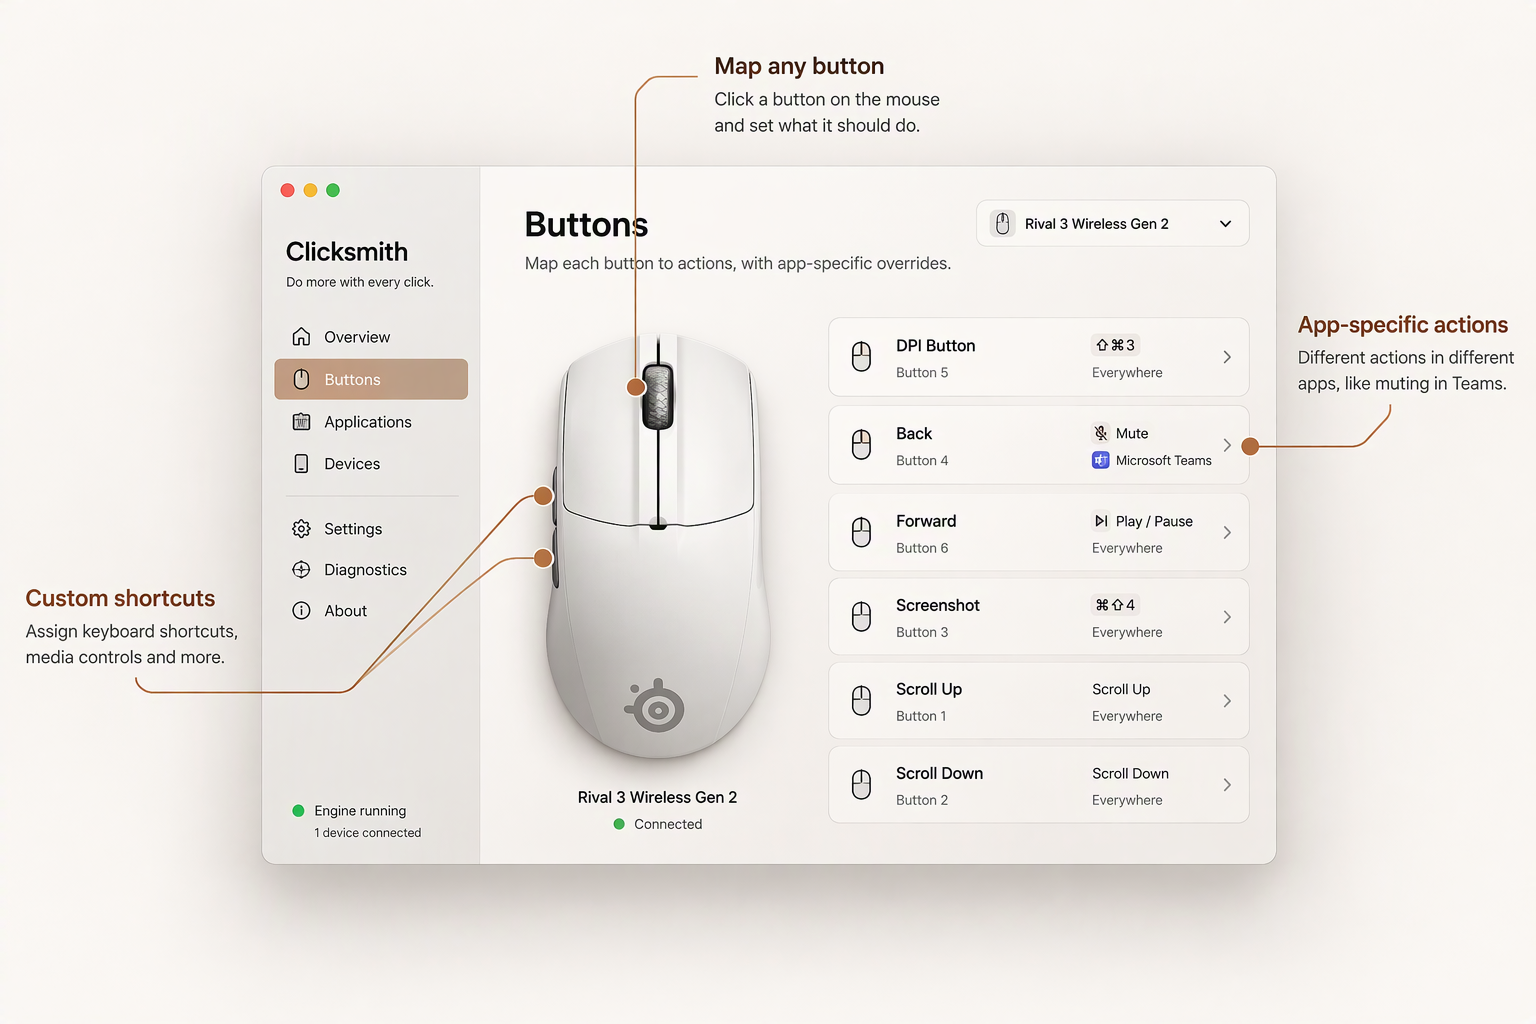 Map any button
Click a button on the mouse
and set what it should do.
Clicksmith
Do more with every click.
Overview
Buttons
Applications
Devices
Settings
Diagnostics
About
Engine running
1 device connected
Buttons
Map each button to actions, with app-specific overrides.
Rival 3 Wireless Gen 2
Rival 3 Wireless Gen 2
Connected
DPI Button
⇧⌘3
Button 5
Everywhere
Back
Mute
Button 4
Microsoft Teams
Forward
Play / Pause
Button 6
Everywhere
Screenshot
⌘⇧4
Button 3
Everywhere
Scroll Up
Scroll Up
Button 1
Everywhere
Scroll Down
Scroll Down
Button 2
Everywhere
App-specific actions
Different actions in different
apps, like muting in Teams.
Custom shortcuts
Assign keyboard shortcuts,
media controls and more.